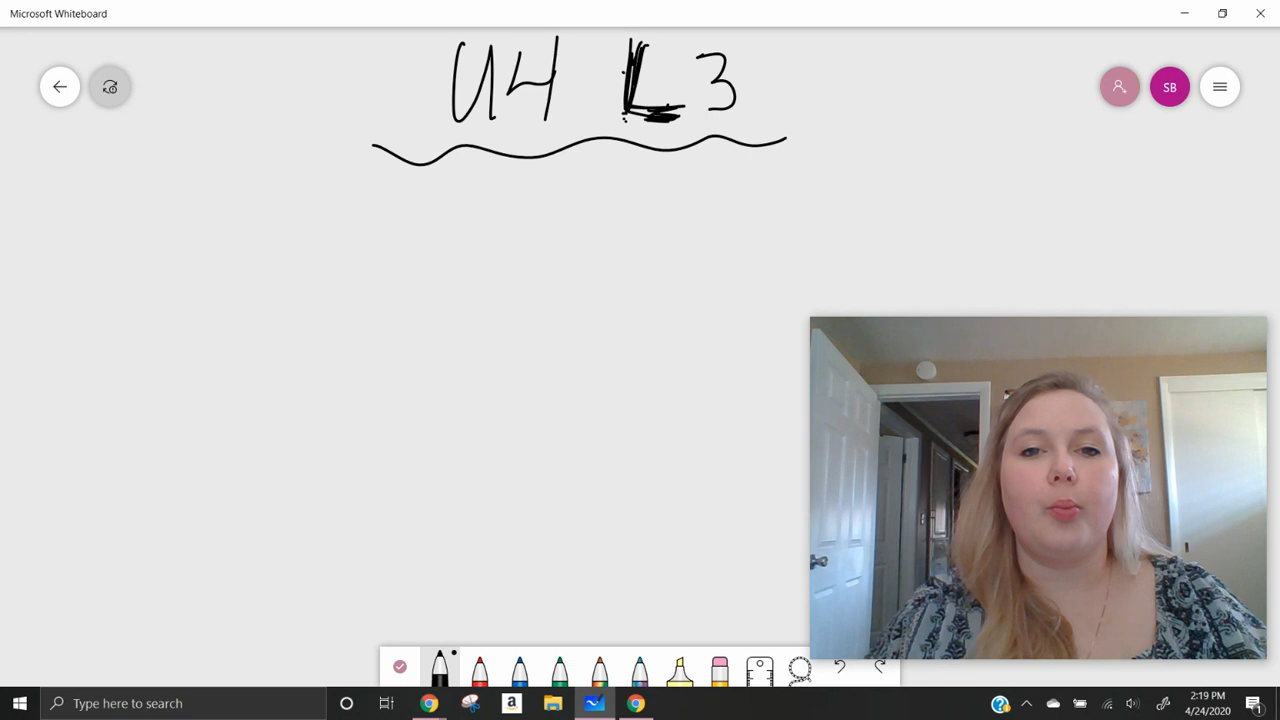 Microsoft Whiteboard
U4 L3
SB
Type here to search
2:19 PM
4/24/2020